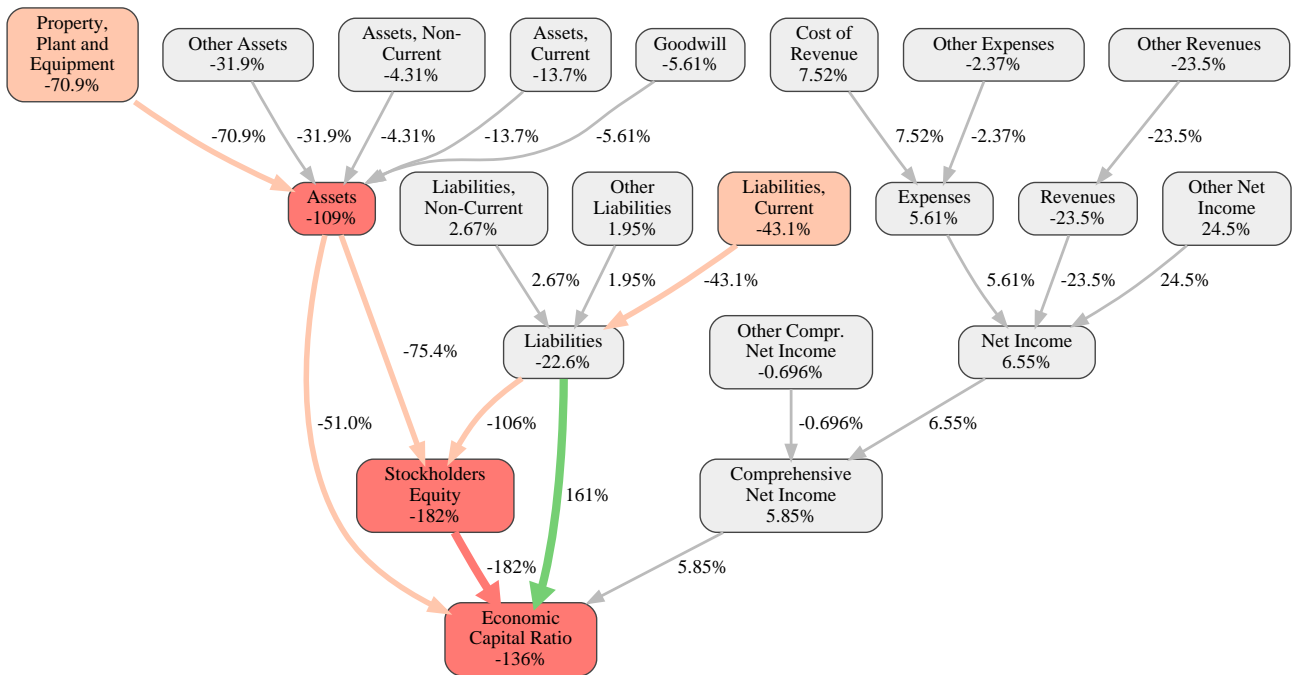 Property,
Plant and
Equipment
-70.9%
Other Assets
-31.9%
Assets, Non-
Current
-4.31%
Assets,
Current
-13.7%
Goodwill
-5.61%
Cost of
Revenue
7.52%
Other Expenses
-2.37%
Other Revenues
-23.5%
-70.9%
-31.9%
-4.31%
-13.7%
-5.61%
7.52%
-2.37%
-23.5%
Assets
-109%
Liabilities,
Non-Current
2.67%
Other
Liabilities
1.95%
Liabilities,
Current
-43.1%
Expenses
5.61%
Revenues
-23.5%
Other Net
Income
24.5%
2.67%
1.95%
-43.1%
5.61%
-23.5%
24.5%
-75.4%
Liabilities
-22.6%
Other Compr.
Net Income
-0.696%
Net Income
6.55%
-51.0%
-106%
-0.696%
6.55%
Stockholders
Equity
-182%
161%
Comprehensive
Net Income
5.85%
-182%
5.85%
Economic
Capital Ratio
-136%